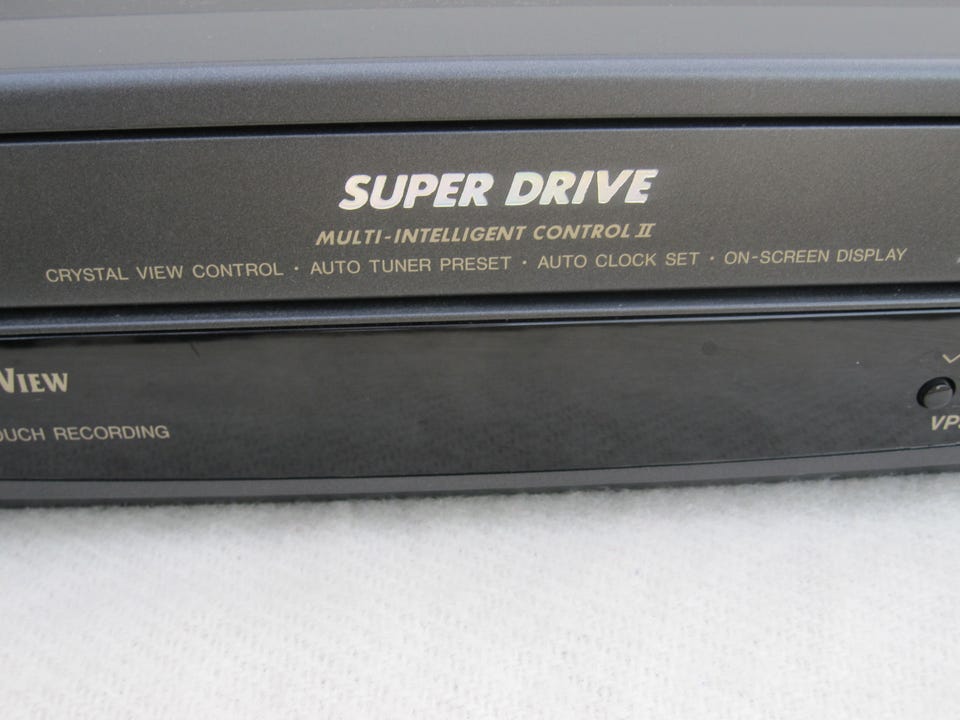 SUPER DRIVE
MULTI-INTELLIGENT CONTROL II
CRYSTAL VIEW CONTROL · AUTO TUNER PRESET · AUTO CLOCK SET · ON-SCREEN DISPLAY
VIEW
RECORDING